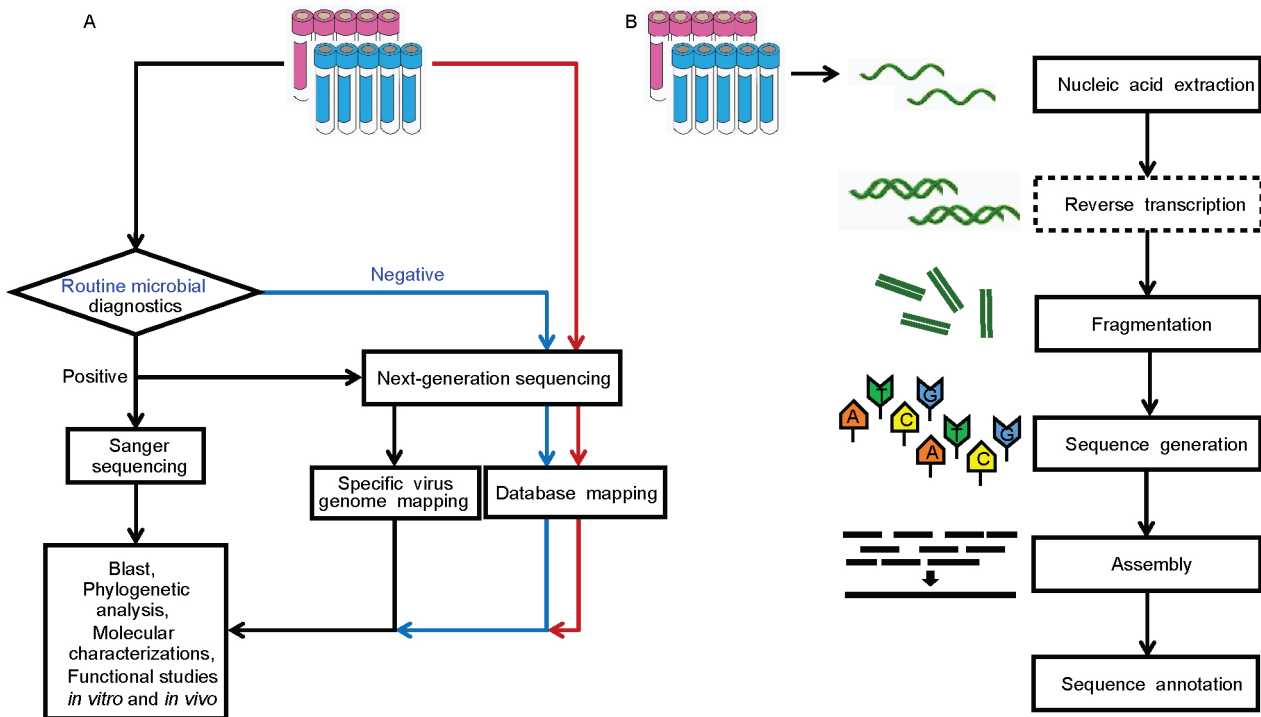 A
Routine microbial
diagnostics
Negative
Positive
Next-generation sequencing
Sanger
sequencing
Specific virus
genome mapping
Database mapping
Blast,
Phylogenetic
analysis,
Molecular
characterizations,
Functional studies
in vitro and in vivo
B
Nucleic acid extraction
Reverse transcription
Fragmentation
A T C G
A T C G
Sequence generation
Assembly
Sequence annotation